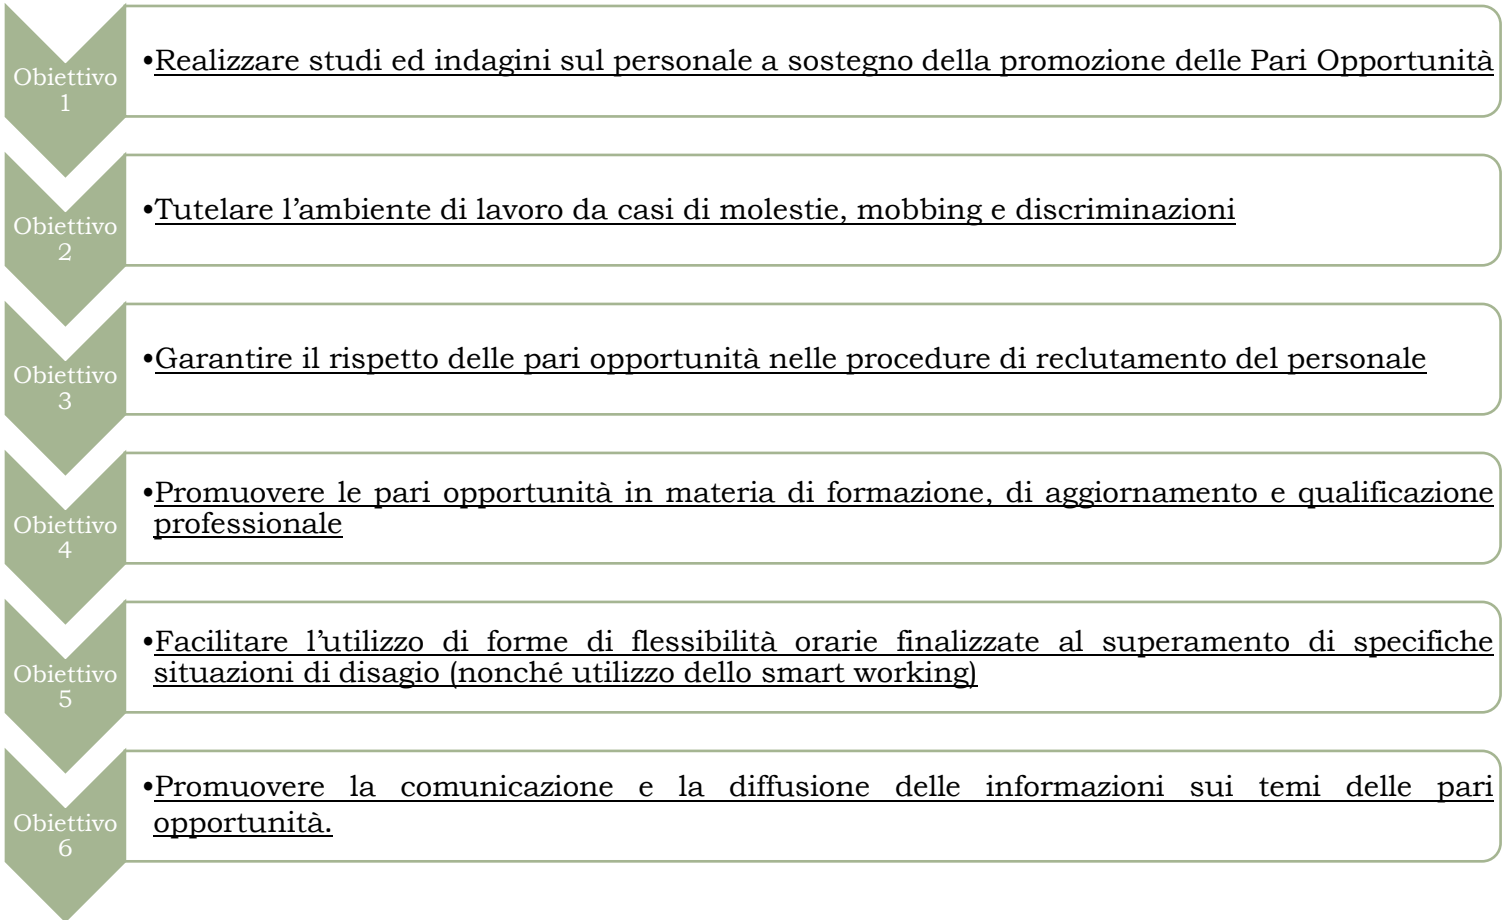 Obiettivo
1
•Realizzare studi ed indagini sul personale a sostegno della promozione delle Pari Opportunità
Obiettivo
2
•Tutelare l’ambiente di lavoro da casi di molestie, mobbing e discriminazioni
Obiettivo
3
•Garantire il rispetto delle pari opportunità nelle procedure di reclutamento del personale
Obiettivo
4
•Promuovere le pari opportunità in materia di formazione, di aggiornamento e qualificazione
professionale
Obiettivo
5
•Facilitare l’utilizzo di forme di flessibilità orarie finalizzate al superamento di specifiche
situazioni di disagio (nonché utilizzo dello smart working)
Obiettivo
6
•Promuovere la comunicazione e la diffusione delle informazioni sui temi delle pari
opportunità.